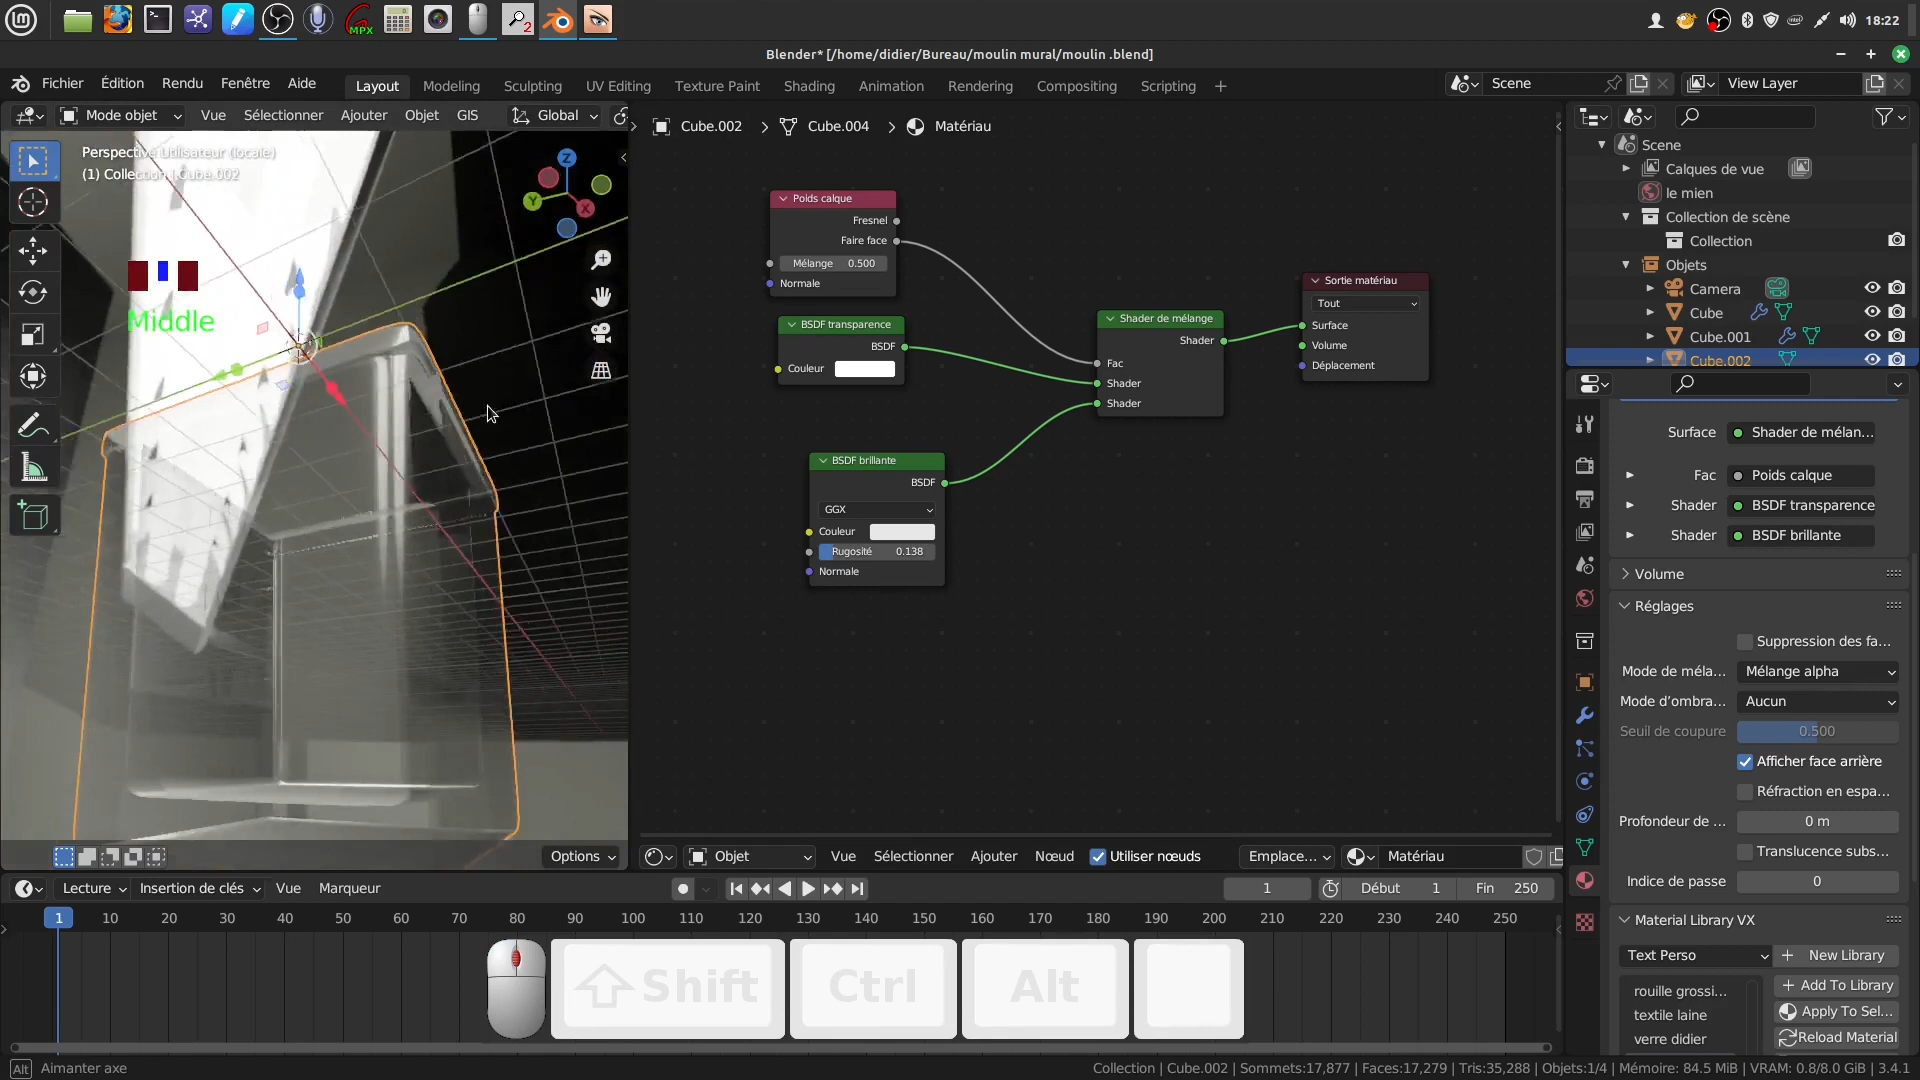 MPX
2
18:22
Blender* [/home/didier/Bureau/moulin mural/moulin .blend]
Fichier Édition Rendu Fenêtre Aide
Layout Modeling Sculpting UV Editing Texture Paint Shading Animation Rendering Compositing Scripting +
Scene
View Layer
Mode objet Vue Sélectionner Ajouter Objet GIS Global
Perspective Utilisateur (locale)
(1) Collection | Cube.002
Z
Y
X
Middle
Options
Cube.002 > Cube.004 > Matériau
Poids calque
Fresnel
Faire face
Mélange 0.500
Normale
BSDF transparence
BSDF
Couleur
BSDF brillante
BSDF
GGX
Couleur
Rugosité 0.138
Normale
Shader de mélange
Shader
Fac
Shader
Shader
Sortie matériau
Tout
Surface
Volume
Déplacement
Objet Vue Sélectionner Ajouter Nœud Utiliser nœuds Emplace... Matériau
Scene
Calques de vue
le mien
Collection de scène
Collection
Objets
Camera
Cube
Cube.001
Cube.002
Surface Shader de mélan...
Fac Poids calque
Shader BSDF transparence
Shader BSDF brillante
Volume
Réglages
Suppression des fa...
Mode de méla... Mélange alpha
Mode d’ombra... Aucun
Seuil de coupure 0.500
Afficher face arrière
Réfraction en espa...
Profondeur de ... 0 m
Translucence subs...
Indice de passe 0
Material Library VX
Text Perso + New Library
rouille grossi...
textile laine
verre didier
+ Add To Library
Apply To Sel...
Reload Material
Lecture Insertion de clés Vue Marqueur
1 Début 1 Fin 250
1 10 20 30 40 50 60 70 80 90 100 110 120 130 140 150 160 170 180 190 200 210 220 230 240 250
Shift Ctrl Alt
Alt Aimanter axe
Collection | Cube.002 | Sommets:17,877 | Faces:17,279 | Tris:35,288 | Objets:1/4 | Mémoire: 84.5 MiB | VRAM: 0.8/8.0 GiB | 3.4.1